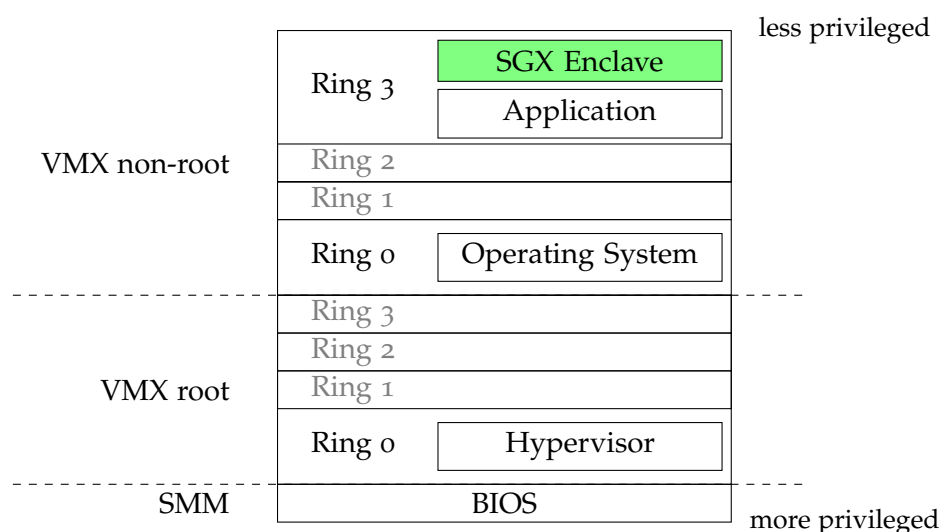 less privileged
SGX Enclave
Ring 3
Application
VMX non-root
Ring 2
Ring 1
Ring 0
Operating System
Ring 3
Ring 2
VMX root
Ring 1
Ring 0
Hypervisor
SMM
BIOS
more privileged